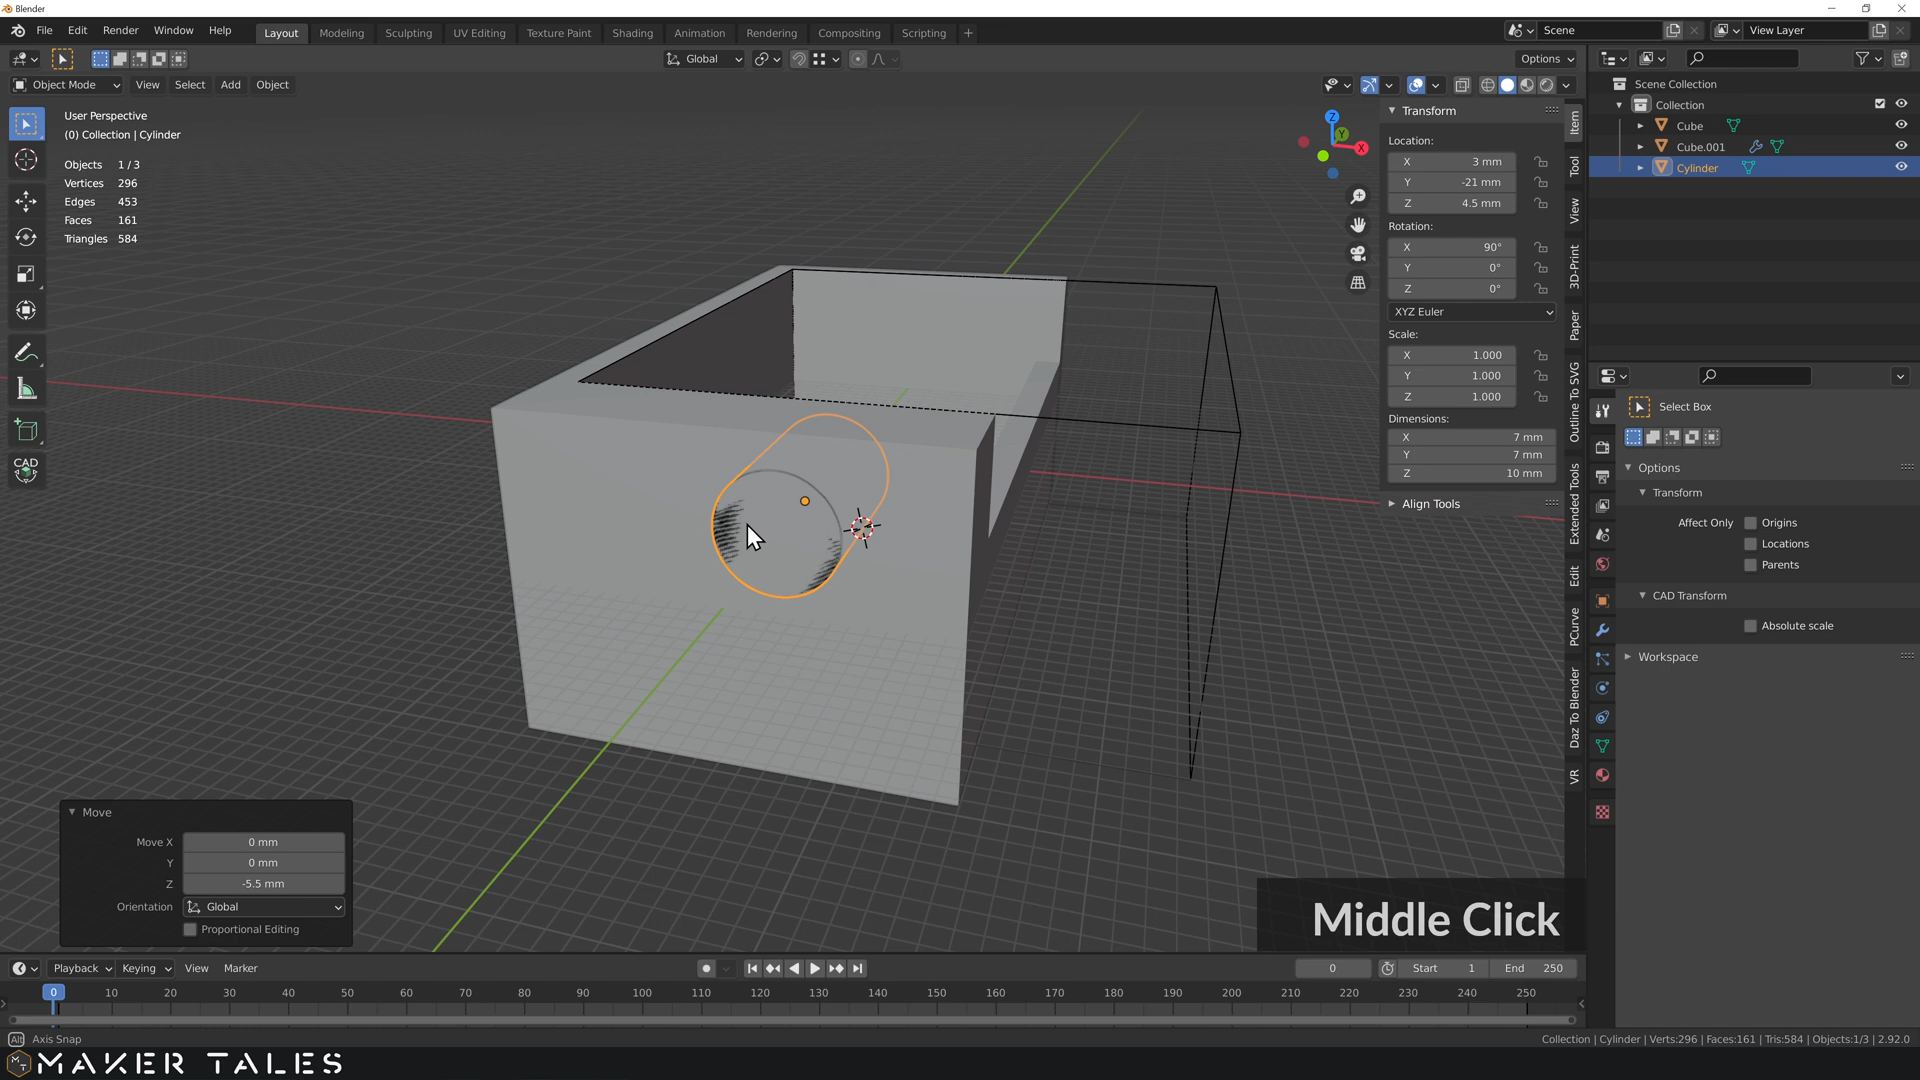 Blender
File Edit Render Window Help
Layout Modeling Sculpting UV Editing Texture Paint Shading Animation Rendering Compositing Scripting +
Scene
View Layer
Global
Options
Object Mode View Select Add Object
User Perspective
(0) Collection | Cylinder
Objects 1 / 3
Vertices 296
Edges 453
Faces 161
Triangles 584
CAD
Z
Y
X
Transform
Location:
X 3 mm
Y -21 mm
Z 4.5 mm
Rotation:
X 90°
Y 0°
Z 0°
XYZ Euler
Scale:
X 1.000
Y 1.000
Z 1.000
Dimensions:
X 7 mm
Y 7 mm
Z 10 mm
Align Tools
Item
Tool
View
3D-Print
Paper
Outline To SVG
Extended Tools
Edit
PCurve
Daz To Blender
VR
Scene Collection
Collection
Cube
Cube.001
Cylinder
Select Box
Options
Transform
Affect Only Origins
Locations
Parents
CAD Transform
Absolute scale
Workspace
Move
Move X 0 mm
Y 0 mm
Z -5.5 mm
Orientation Global
Proportional Editing
Middle Click
Playback Keying View Marker
0 Start 1 End 250
0 10 20 30 40 50 60 70 80 90 100 110 120 130 140 150 160 170 180 190 200 210 220 230 240 250
Alt Axis Snap
Collection | Cylinder | Verts:296 | Faces:161 | Tris:584 | Objects:1/3 | 2.92.0
MAKER TALES